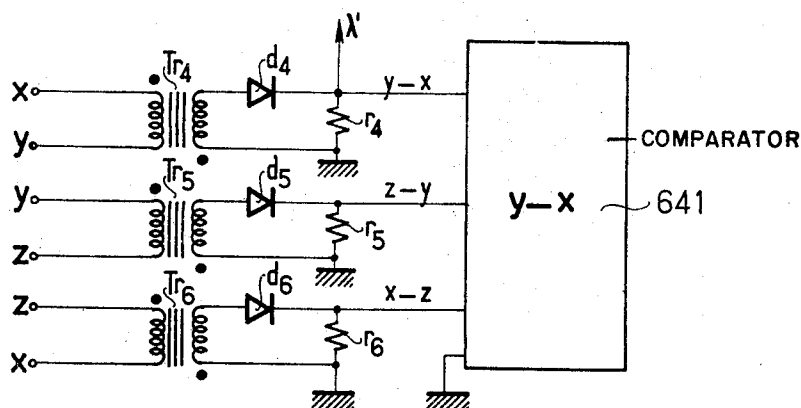 λ'
Tr4 d4
x y-x
r4
y
COMPARATOR
Tr5 d5
y z-y
y-x 641
r5
z
Tr6 d6
z x-z
r6
x